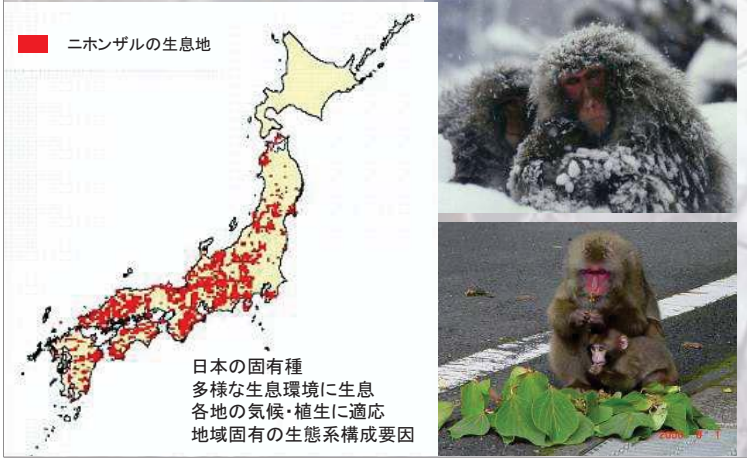 ニホンザルの生息地
日本の固有種
多様な生息環境に生息
各地の気候・植生に適応
地域固有の生態系構成要因